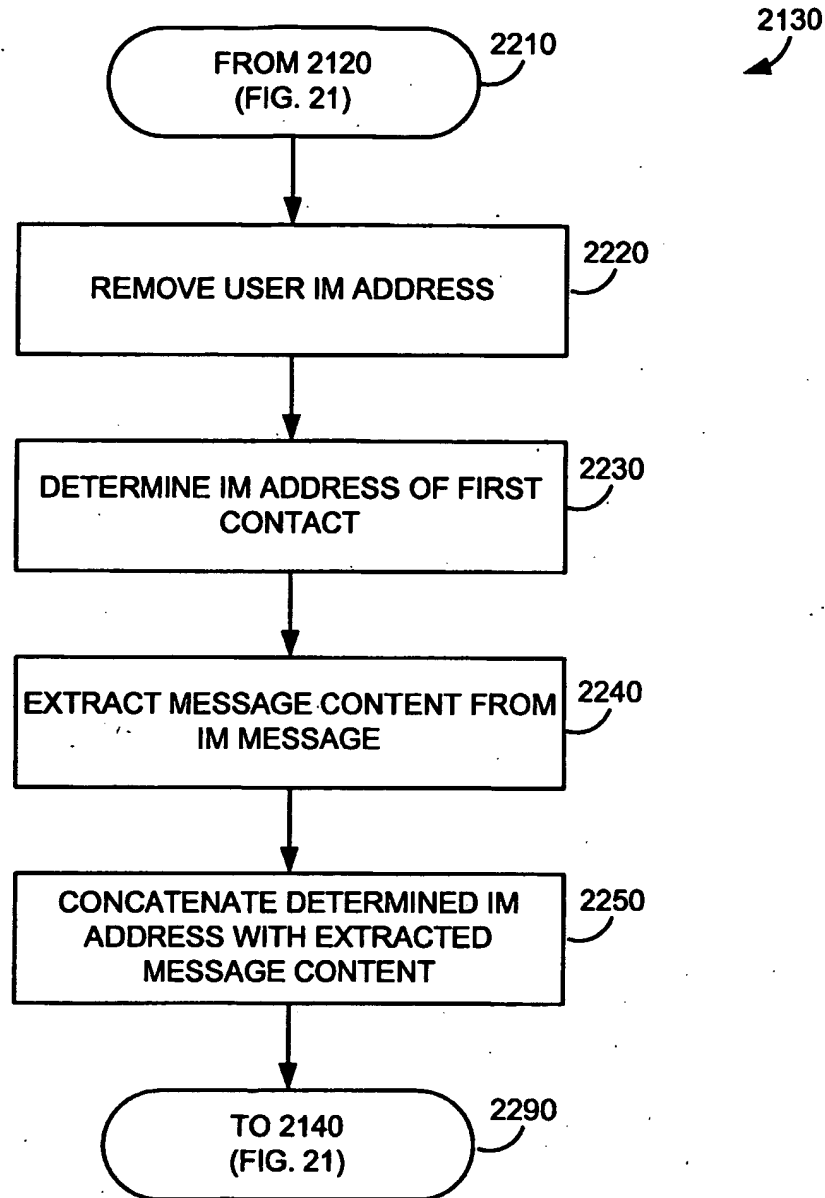 2130
FROM 2120
(FIG. 21)
2210
REMOVE USER IM ADDRESS
2220
DETERMINE IM ADDRESS OF FIRST
CONTACT
2230
EXTRACT MESSAGE CONTENT FROM
IM MESSAGE
2240
CONCATENATE DETERMINED IM
ADDRESS WITH EXTRACTED
MESSAGE CONTENT
2250
TO 2140
(FIG. 21)
2290